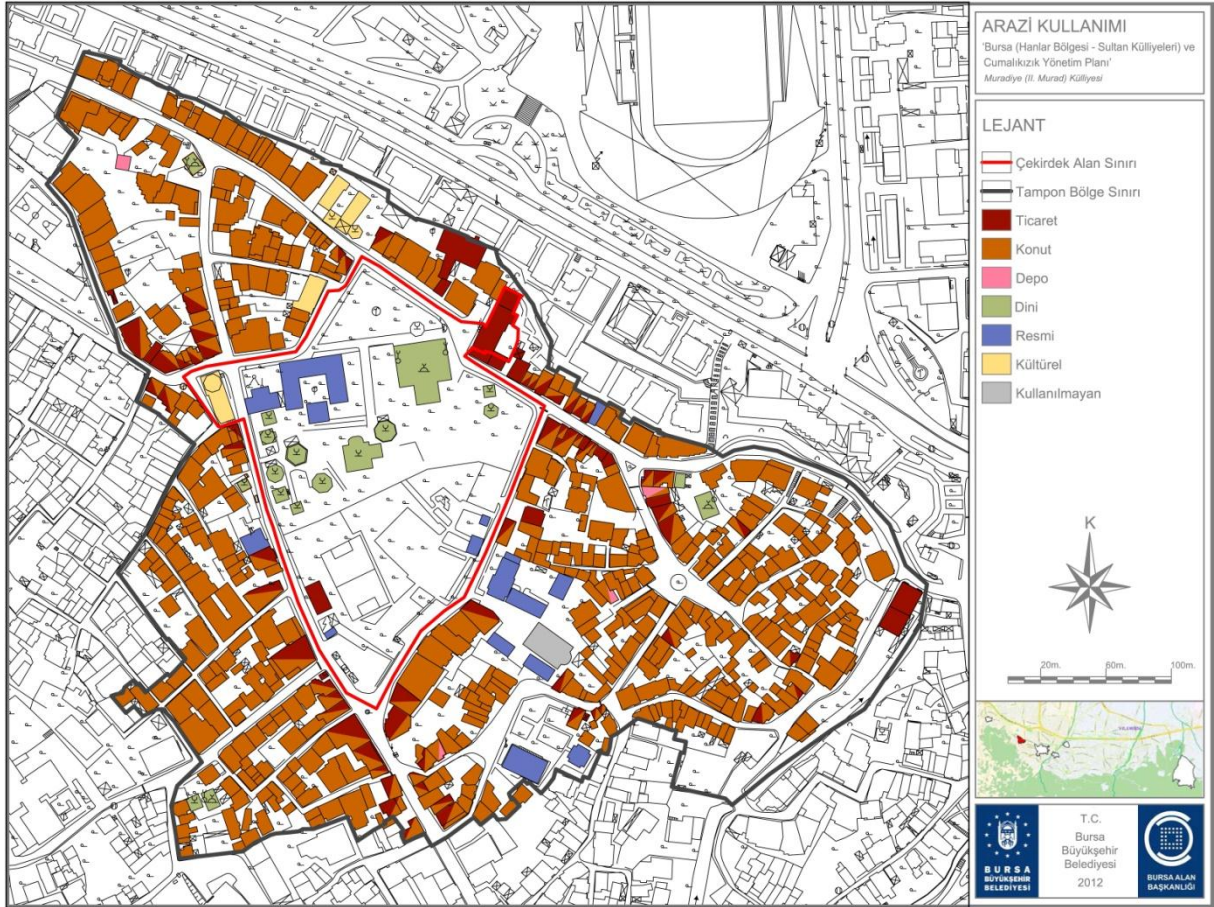 ARAZİ KULLANIMI
'Bursa (Hanlar Bölgesi - Sultan Külliyeleri) ve
Cumalıkızık Yönetim Planı'
Muradiye (II. Murad) Külliyesi
LEJANT
Çekirdek Alan Sınırı
Tampon Bölge Sınırı
Ticaret
Konut
Depo
Dini
Resmi
Kültürel
Kullanılmayan
K
20m. 60m. 100m.
BURSA
BÜYÜKŞEHİR
BELEDİYESİ
T.C.
Bursa
Büyükşehir
Belediyesi
2012
BURSA ALAN
BAŞKANLIĞI